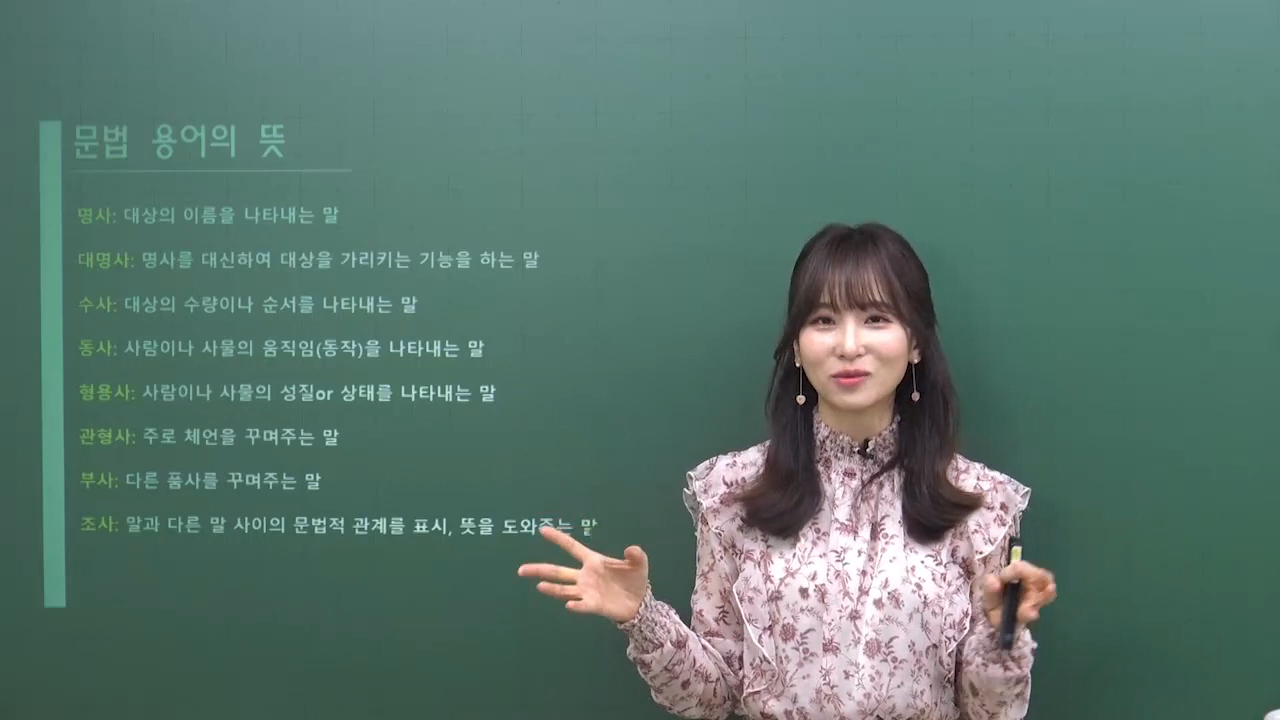 문법 용어의 뜻
명사: 대상의 이름을 나타내는 말
대명사: 명사를 대신하여 대상을 가리키는 기능을 하는 말
수사: 대상의 수량이나 순서를 나타내는 말
동사: 사람이나 사물의 움직임(동작)을 나타내는 말
형용사: 사람이나 사물의 성질or 상태를 나타내는 말
관형사: 주로 체언을 꾸며주는 말
부사: 다른 품사를 꾸며주는 말
조사: 말과 다른 말 사이의 문법적 관계를 표시, 뜻을 도와주는 말